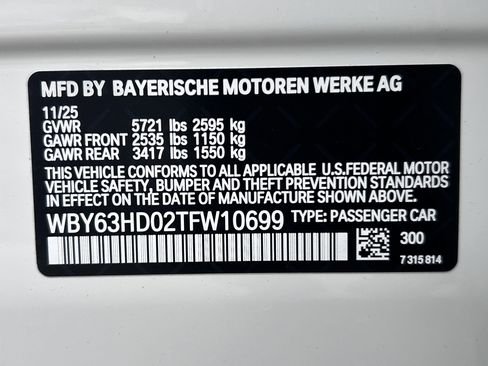 MFD BY BAYERISCHE MOTOREN WERKE AG
11/25
GVWR 5721 lbs 2595 kg
GAWR FRONT 2535 lbs 1150 kg
GAWR REAR 3417 lbs 1550 kg
THIS VEHICLE CONFORMS TO ALL APPLICABLE U.S.FEDERAL MOTOR
VEHICLE SAFETY, BUMPER AND THEFT PREVENTION STANDARDS
IN EFFECT ON THE DATE OF MANUFACTURE SHOWN ABOVE.
WBY63HD02TFW10699 TYPE: PASSENGER CAR
300
7 315 814